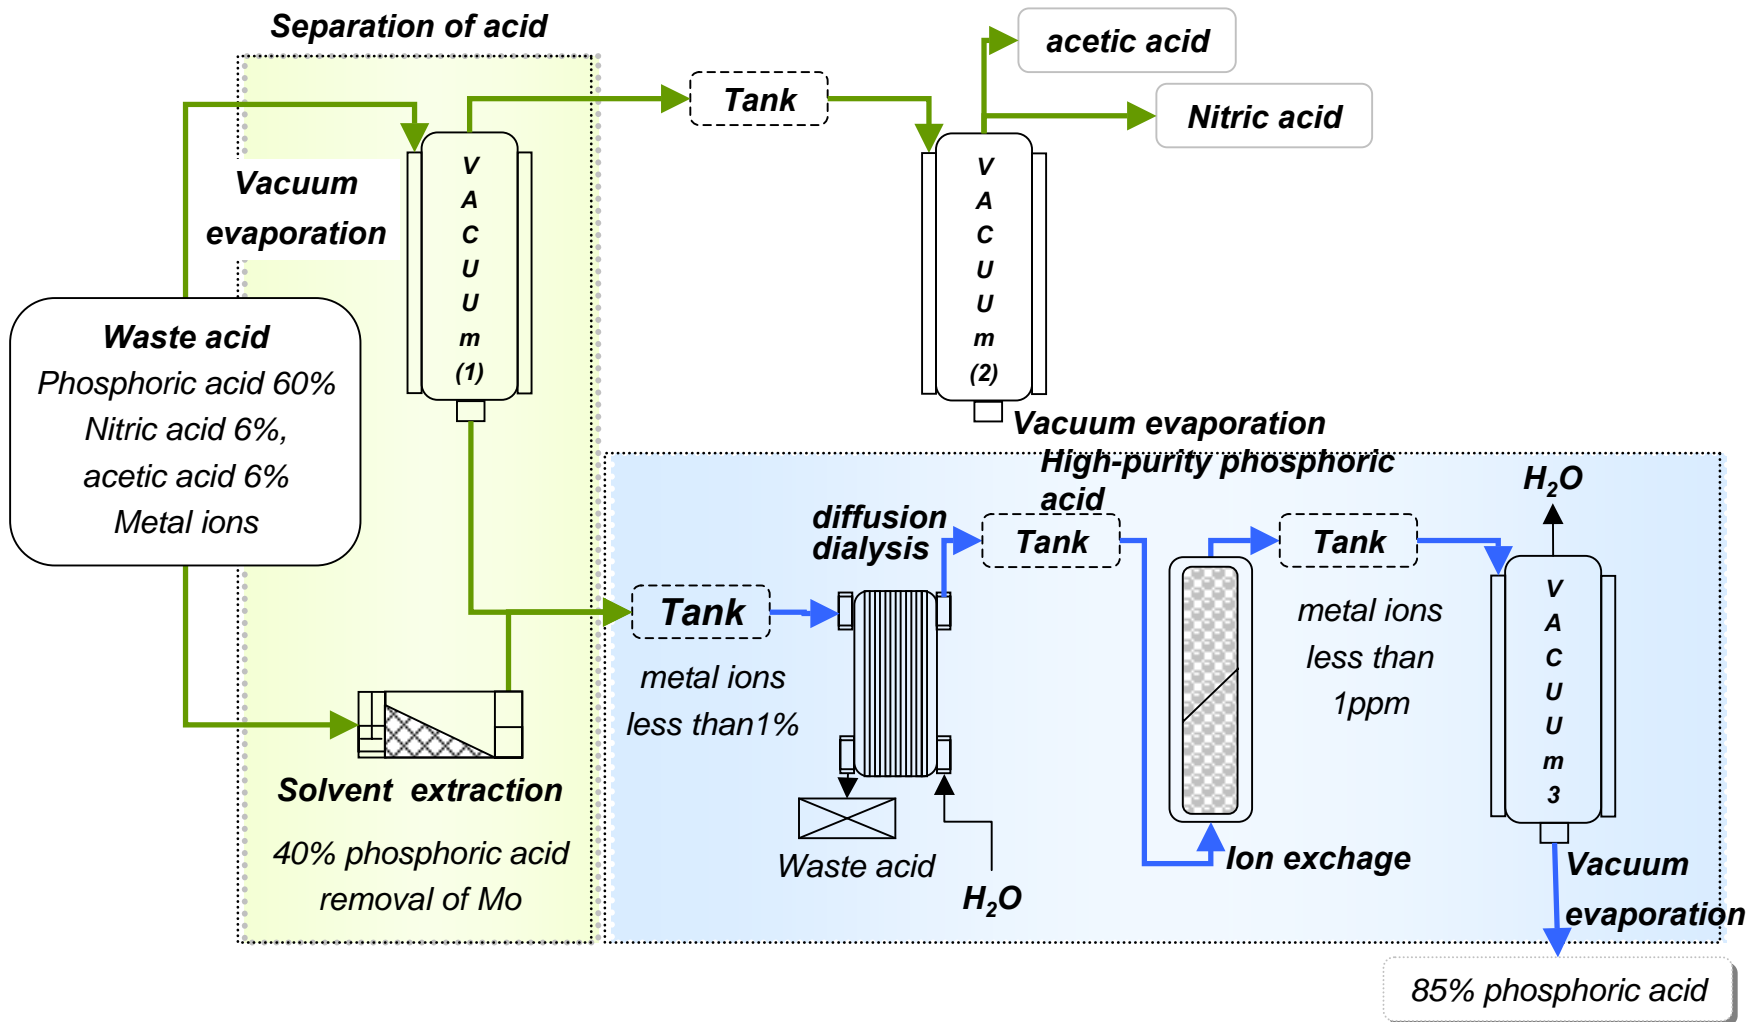 Separation of acid
acetic acid
Tank
Nitric acid
Vacuum
evaporation
V
A
C
U
U
m
(1)
V
A
C
U
U
m
(2)
Waste acid
Phosphoric acid 60%
Nitric acid 6%,
acetic acid 6%
Metal ions
Vacuum evaporation
High-purity phosphoric
acid
H2O
diffusion
dialysis
Tank
Tank
Tank
metal ions
less than1%
metal ions
less than
1ppm
V
A
C
U
U
m
3
Solvent extraction
40% phosphoric acid
removal of Mo
Waste acid
H2O
Ion exchage
Vacuum
evaporation
85% phosphoric acid